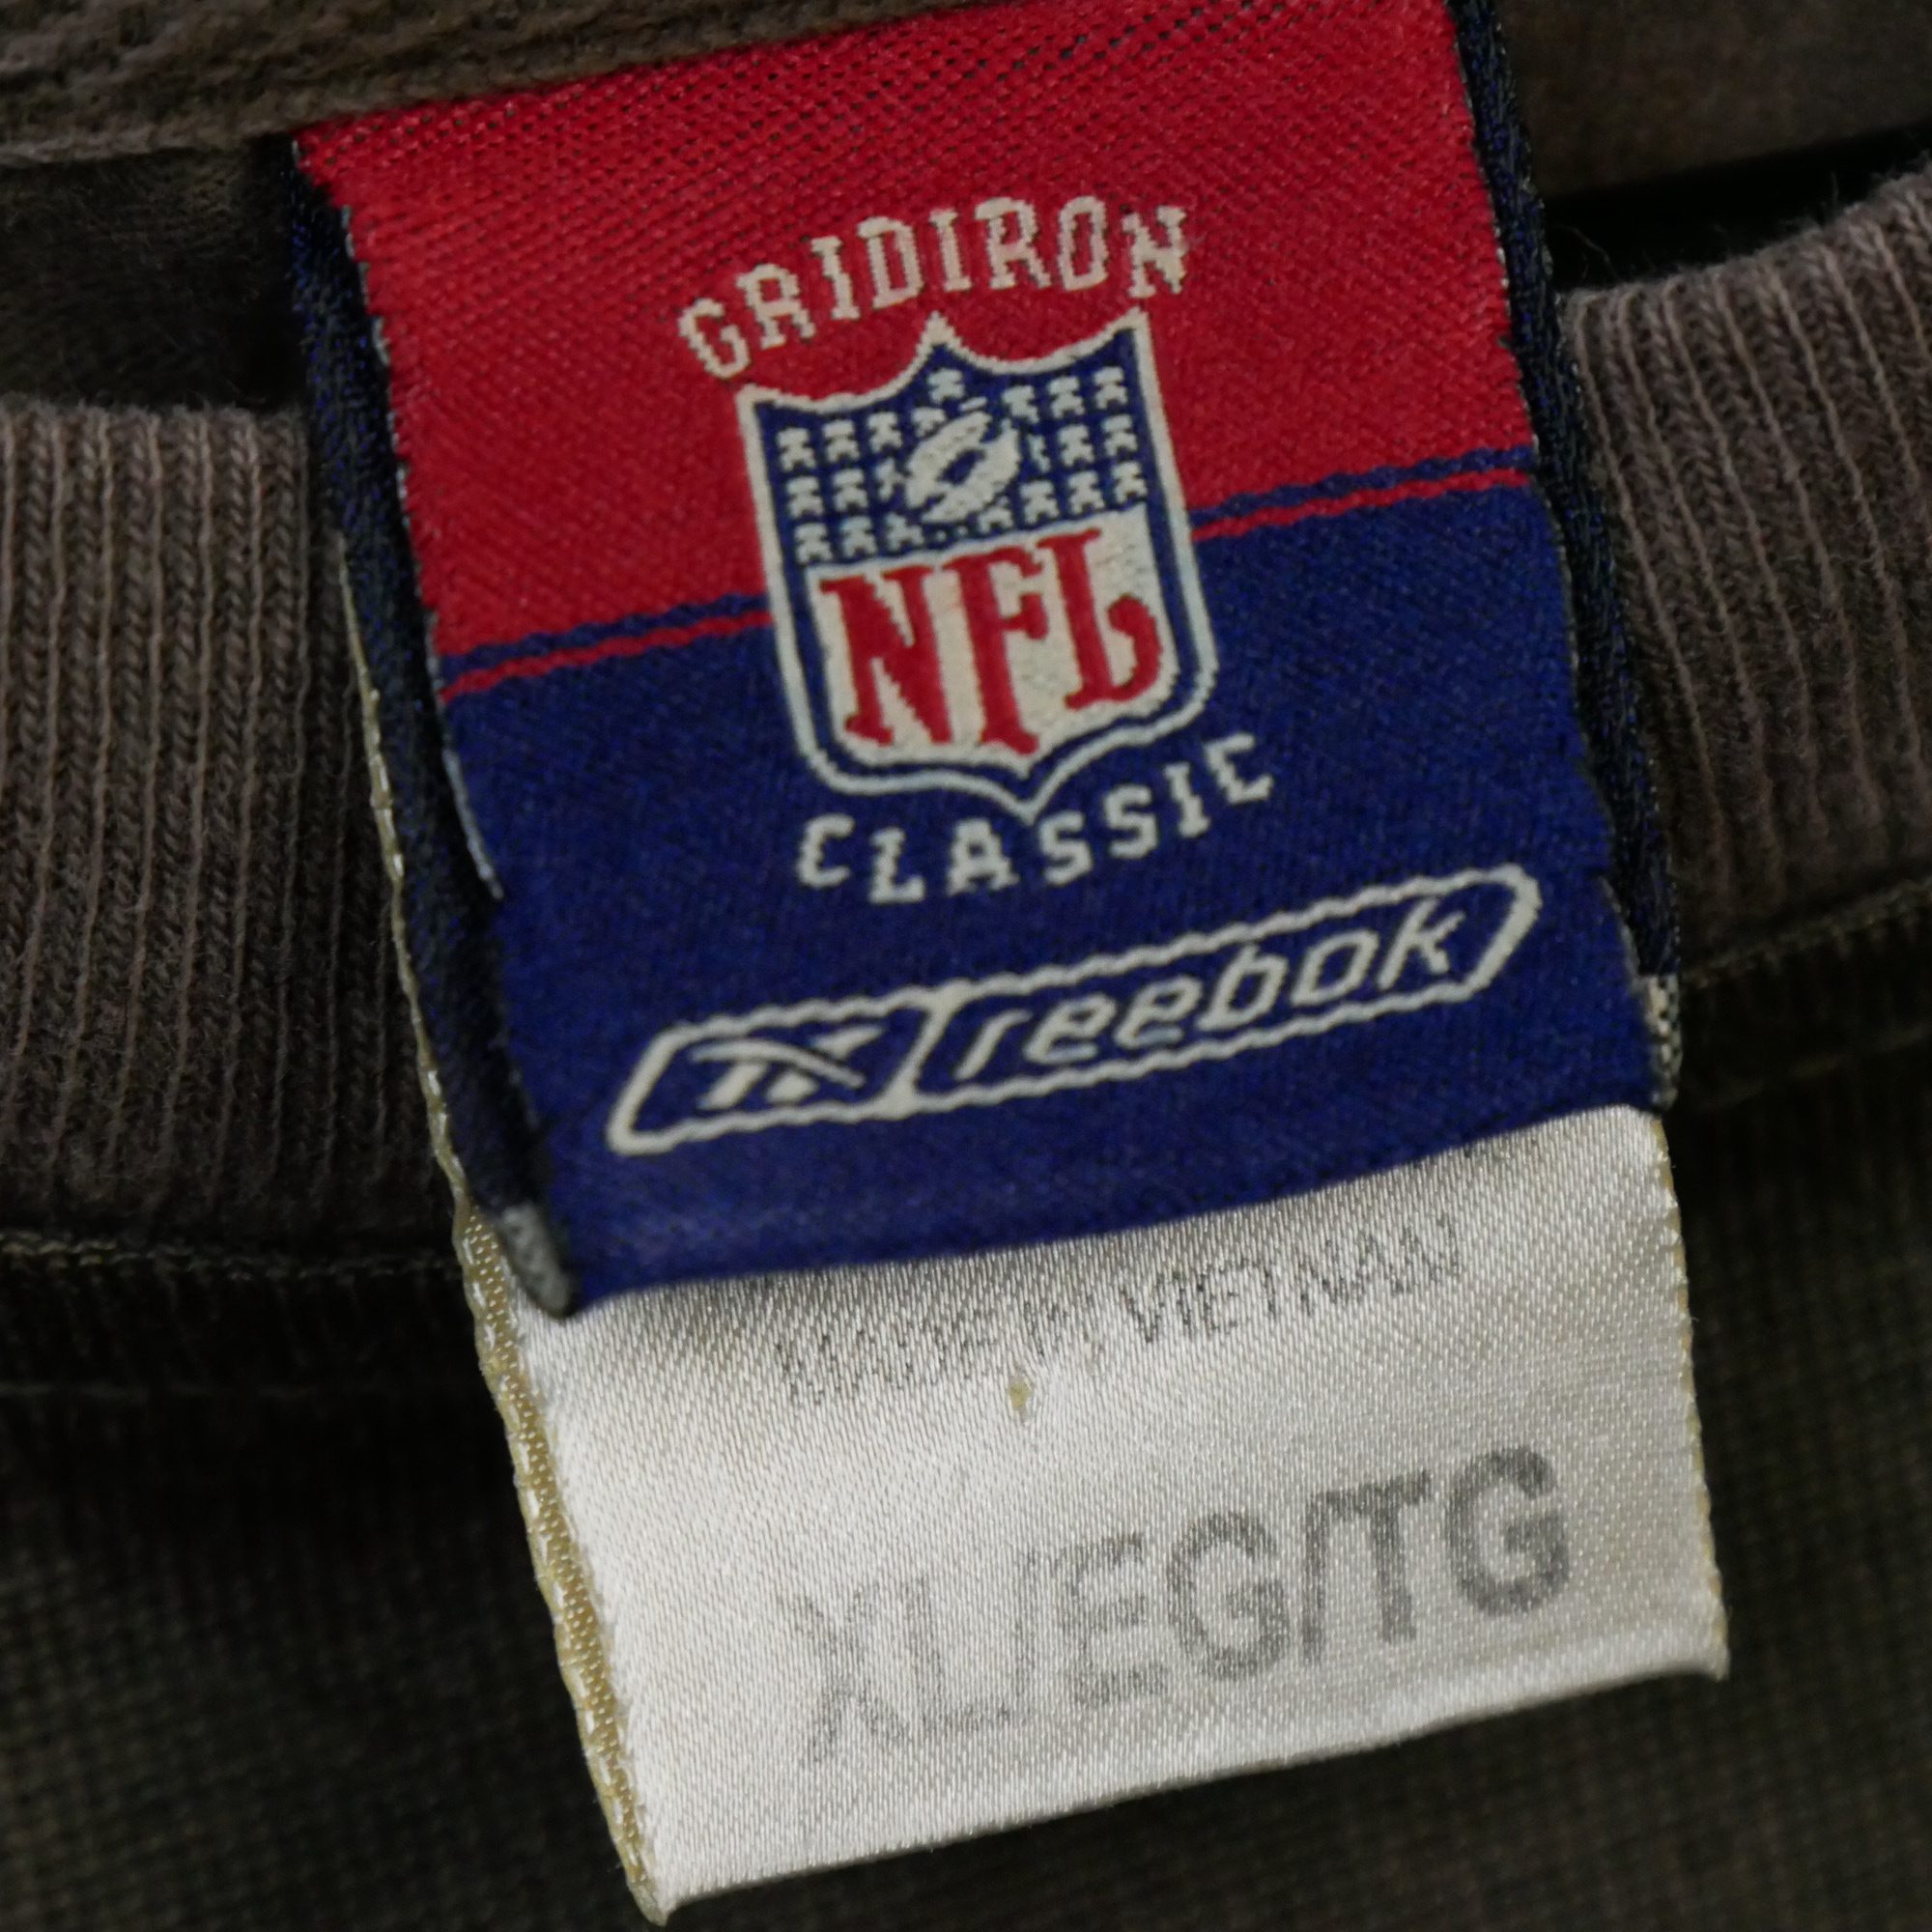 GRIDIRON
NFL
CLASSIC
Reebok
MADE IN VIETNAM
XL/EG/TG